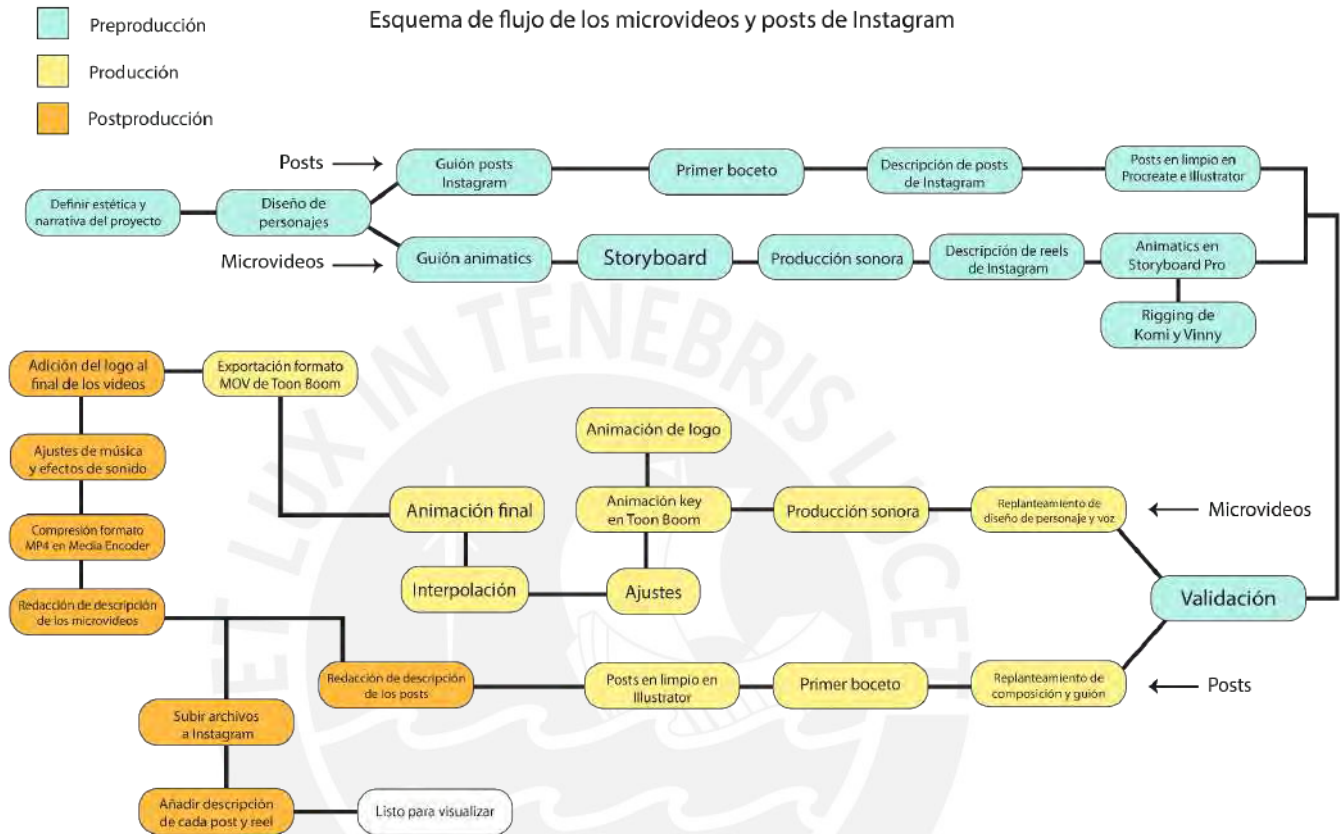 Esquema de flujo de los microvideos y posts de Instagram
Preproducción
Producción
Postproducción
Posts
Guión posts
Instagram
Primer boceto
Descripción de posts
de Instagram
Posts en limpio en
Procreate e Illustrator
Definir estética y
narrativa del proyecto
Diseño de
personajes
Microvideos
Guión animatics
Storyboard
Producción sonora
Descripción de reels
de Instagram
Animatics en
Storyboard Pro
Rigging de
Komi y Vinny
Adición del logo al
final de los videos
Exportación formato
MOV de Toon Boom
Animación de logo
Ajustes de música
y efectos de sonido
Animación final
Animación key
en Toon Boom
Producción sonora
Replanteamiento de
diseño de personaje y voz
Microvideos
Compresión formato
MP4 en Media Encoder
Interpolación
Ajustes
Validación
Redacción de descripción
de los microvideos
Redacción de descripción
de los posts
Posts en limpio en
Illustrator
Primer boceto
Replanteamiento de
composición y guión
Posts
Subir archivos
a Instagram
Añadir descripción
de cada post y reel
Listo para visualizar
ET LUX IN TENEBRIS LUCET